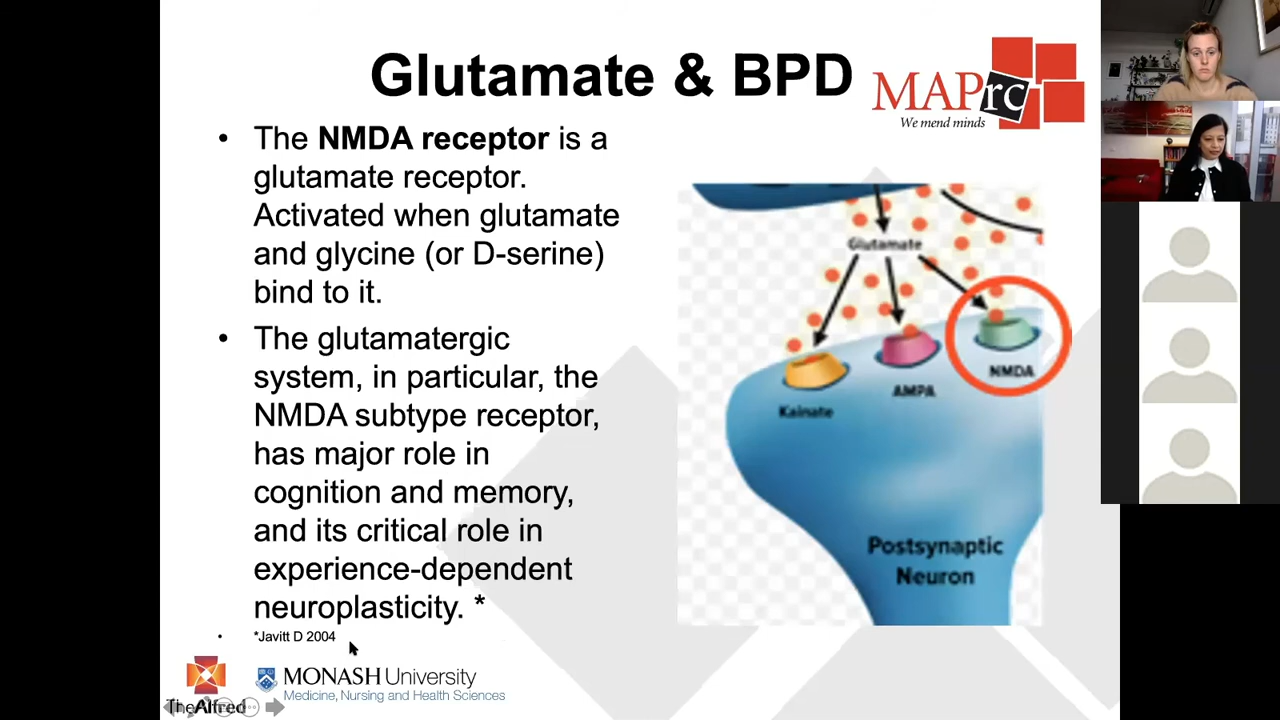 Glutamate & BPD
MAPrc
We mend minds
• The NMDA receptor is a
glutamate receptor.
Activated when glutamate
and glycine (or D-serine)
bind to it.
• The glutamatergic
system, in particular, the
NMDA subtype receptor,
has major role in
cognition and memory,
and its critical role in
experience-dependent
neuroplasticity. *
• *Javitt D 2004
Glutamate
NMDA
AMPA
Kainate
Postsynaptic
Neuron
TheAlfred
MONASH University
Medicine, Nursing and Health Sciences